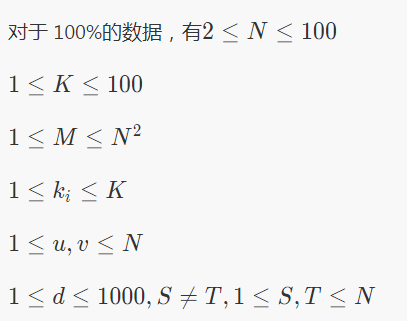 对于 100%的数据，有2 ≤ N ≤ 100
1 ≤ K ≤ 100
1 ≤ M ≤ N²
1 ≤ kᵢ ≤ K
1 ≤ u, v ≤ N
1 ≤ d ≤ 1000, S ≠ T, 1 ≤ S, T ≤ N